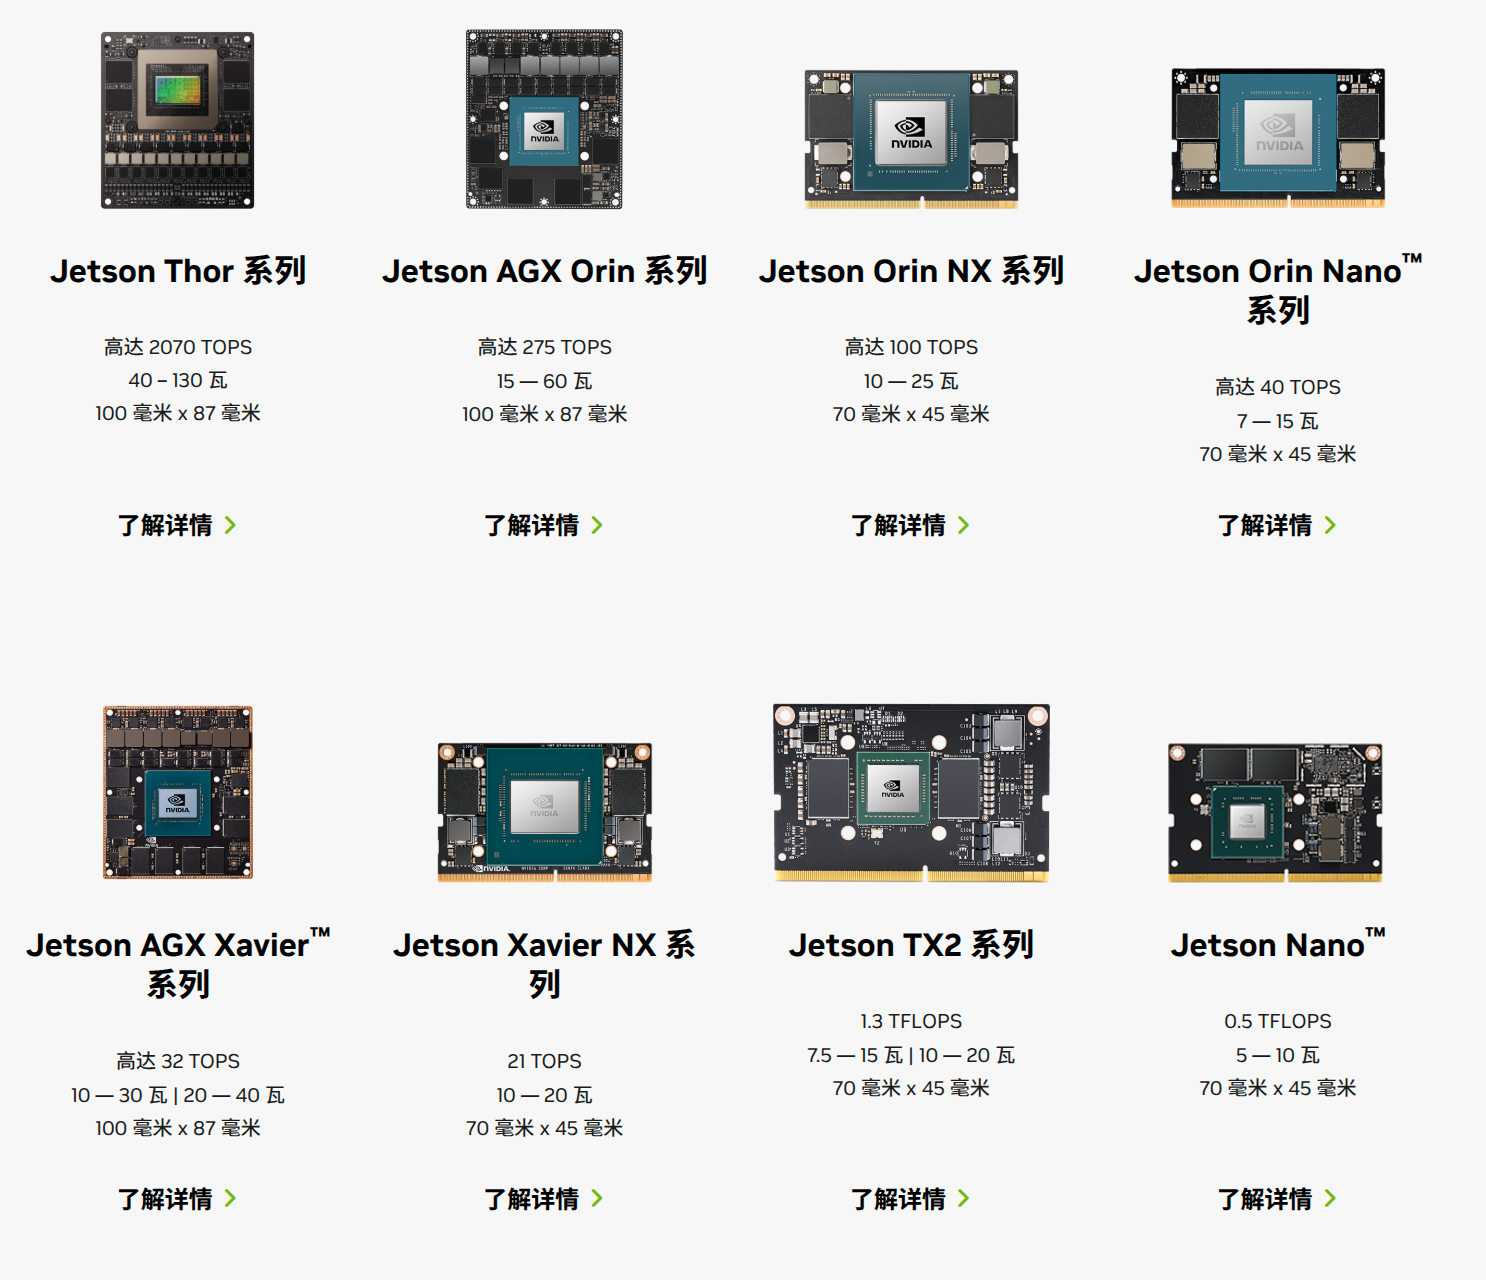 NVIDIA
NVIDIA
NVIDIA
Jetson Thor 系列
高达 2070 TOPS
40 – 130 瓦
100 毫米 x 87 毫米
了解详情
Jetson AGX Orin 系列
高达 275 TOPS
15 — 60 瓦
100 毫米 x 87 毫米
了解详情
Jetson Orin NX 系列
高达 100 TOPS
10 — 25 瓦
70 毫米 x 45 毫米
了解详情
Jetson Orin Nano™
系列
高达 40 TOPS
7 — 15 瓦
70 毫米 x 45 毫米
了解详情
NVIDIA
NVIDIA
NVIDIA.
NVIDIA
Jetson AGX Xavier™
系列
高达 32 TOPS
10 — 30 瓦 | 20 — 40 瓦
100 毫米 x 87 毫米
了解详情
Jetson Xavier NX 系
列
21 TOPS
10 — 20 瓦
70 毫米 x 45 毫米
了解详情
Jetson TX2 系列
1.3 TFLOPS
7.5 — 15 瓦 | 10 — 20 瓦
70 毫米 x 45 毫米
了解详情
Jetson Nano™
0.5 TFLOPS
5 — 10 瓦
70 毫米 x 45 毫米
了解详情